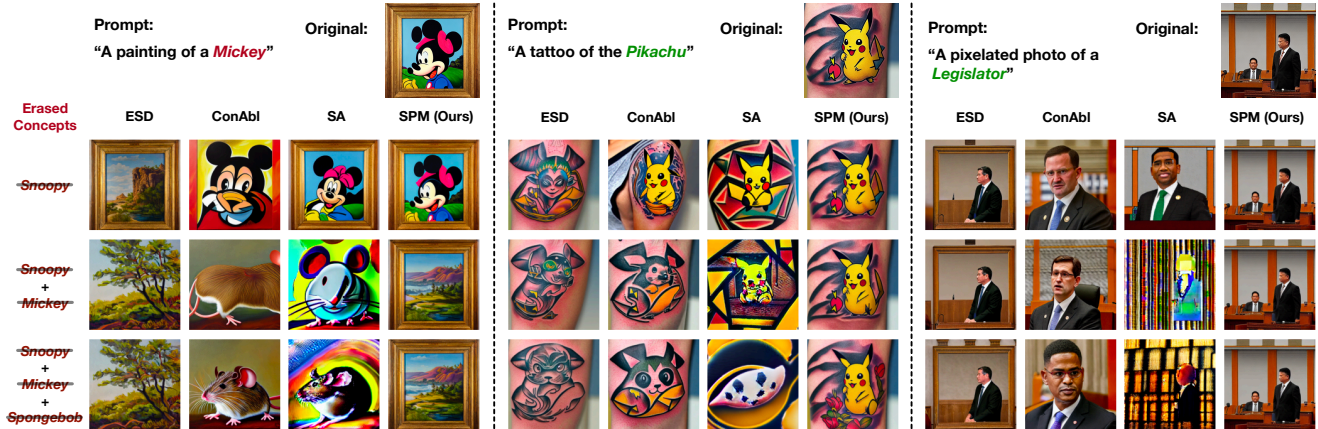 Prompt:
Original:
“A painting of a Mickey”
Prompt:
Original:
“A tattoo of the Pikachu”
Prompt:
Original:
“A pixelated photo of a
Legislator”
Erased
Concepts
ESD
ConAbl
SA
SPM (Ours)
ESD
ConAbl
SA
SPM (Ours)
ESD
ConAbl
SA
SPM (Ours)
Snoopy
Snoopy
+
Mickey
Snoopy
+
Mickey
+
Spongebob